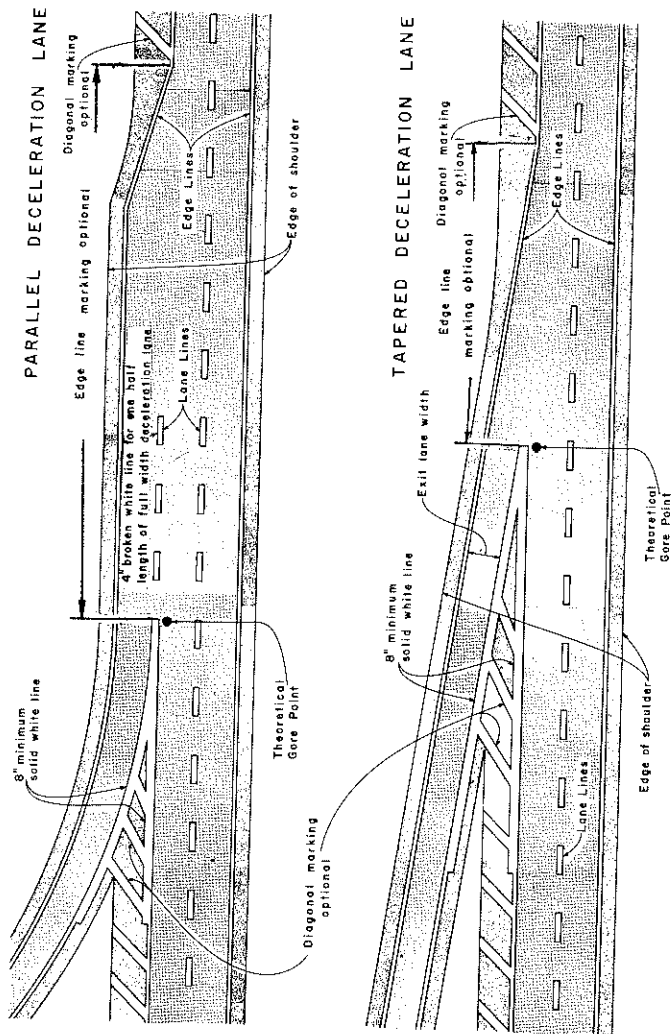 PARALLEL DECELERATION LANE
Edge line marking optional
Diagonal marking
optional
8" minimum
solid white line
4" broken white line for one half
length of full width deceleration lane
Lane Lines
Edge Lines
Edge of shoulder
Theoretical
Gore Point
Diagonal marking
optional
TAPERED DECELERATION LANE
Edge line
marking optional
Diagonal marking
optional
Exit lane width
8" minimum
solid white line
Edge Lines
Theoretical
Gore Point
Lane Lines
Edge of shoulder